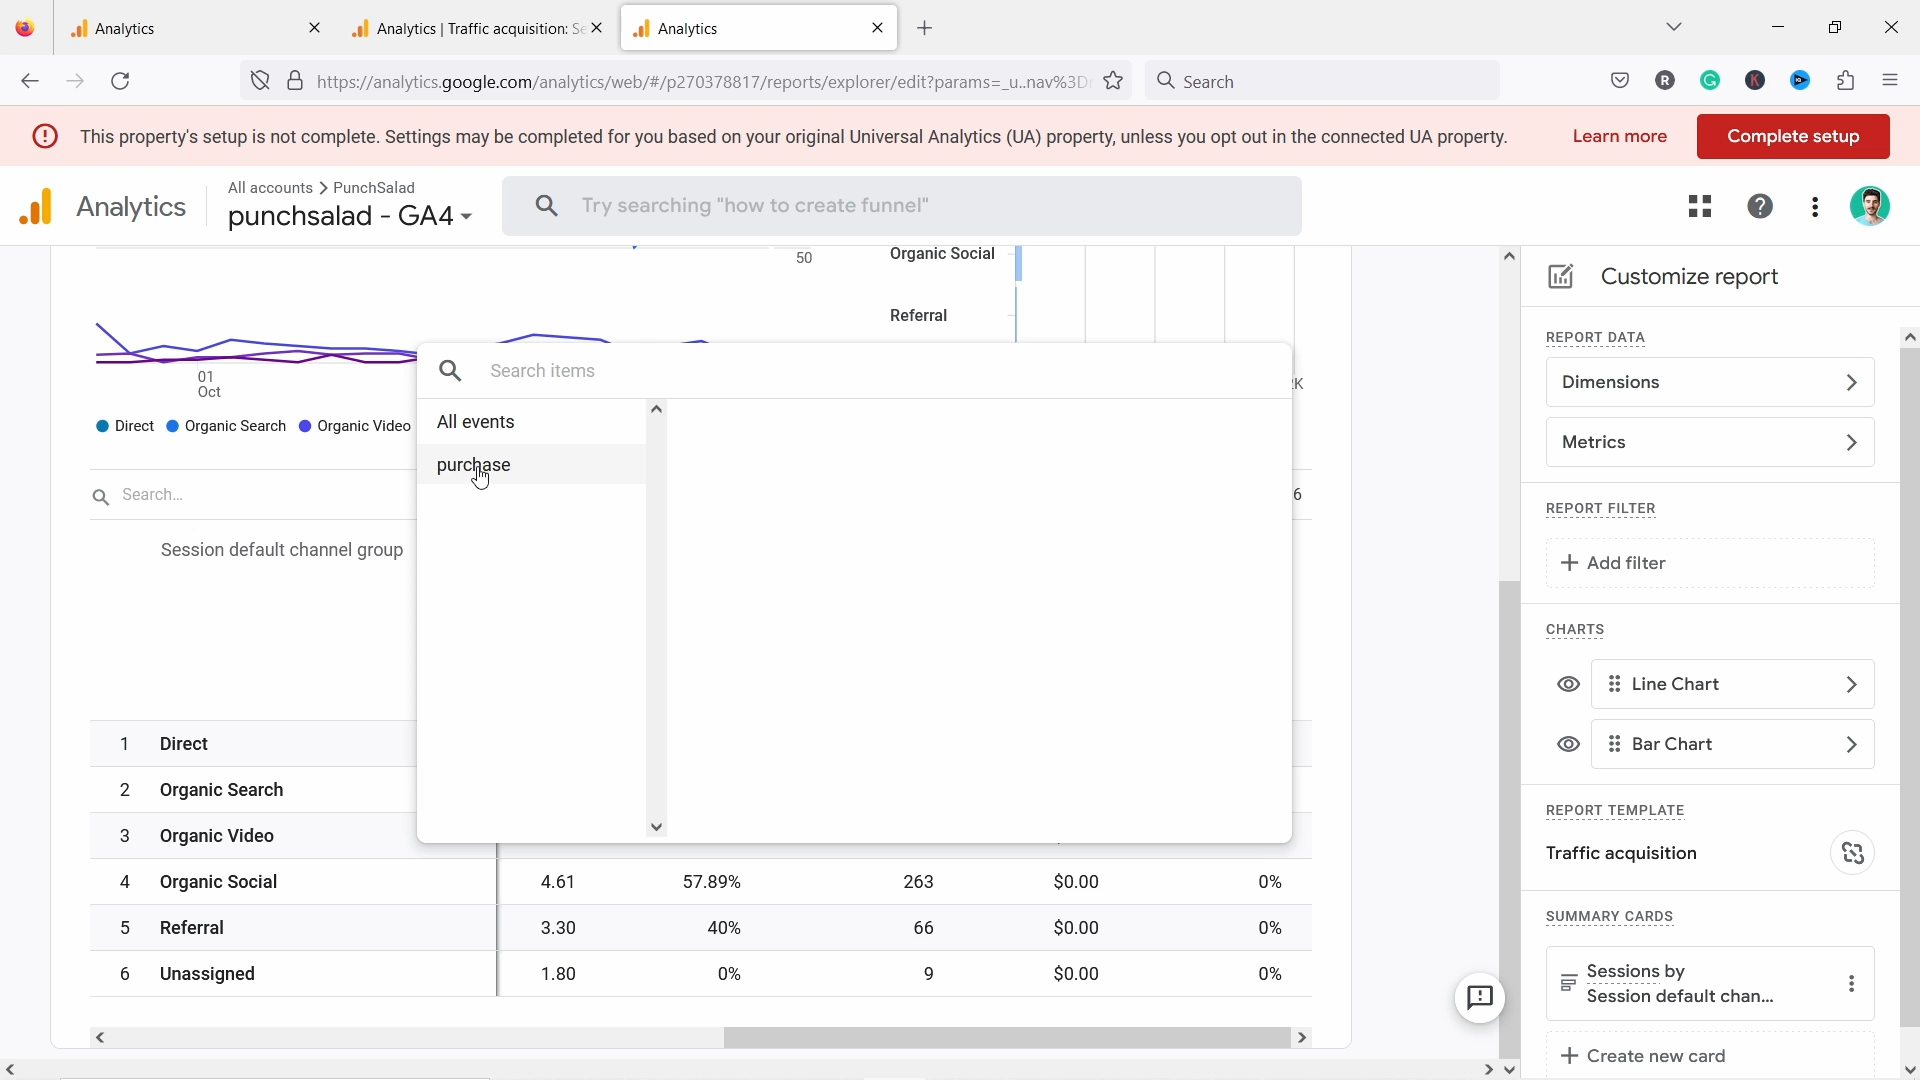 Analytics
Analytics | Traffic acquisition: Se
Analytics
https://analytics.google.com/analytics/web/#/p270378817/reports/explorer/edit?params=_u..nav%3D
Search
This property's setup is not complete. Settings may be completed for you based on your original Universal Analytics (UA) property, unless you opt out in the connected UA property.
Learn more
Complete setup
Analytics
All accounts > PunchSalad
punchsalad - GA4
Try searching "how to create funnel"
50
Organic Social
Referral
01
Oct
Direct
Organic Search
Organic Video
2K
Search...
6
Session default channel group
Search items
All events
purchase
1 Direct
2 Organic Search
3 Organic Video
4 Organic Social 4.61 57.89% 263 $0.00 0%
5 Referral 3.30 40% 66 $0.00 0%
6 Unassigned 1.80 0% 9 $0.00 0%
Customize report
REPORT DATA
Dimensions
Metrics
REPORT FILTER
+ Add filter
CHARTS
Line Chart
Bar Chart
REPORT TEMPLATE
Traffic acquisition
SUMMARY CARDS
Sessions by
Session default chan...
+ Create new card